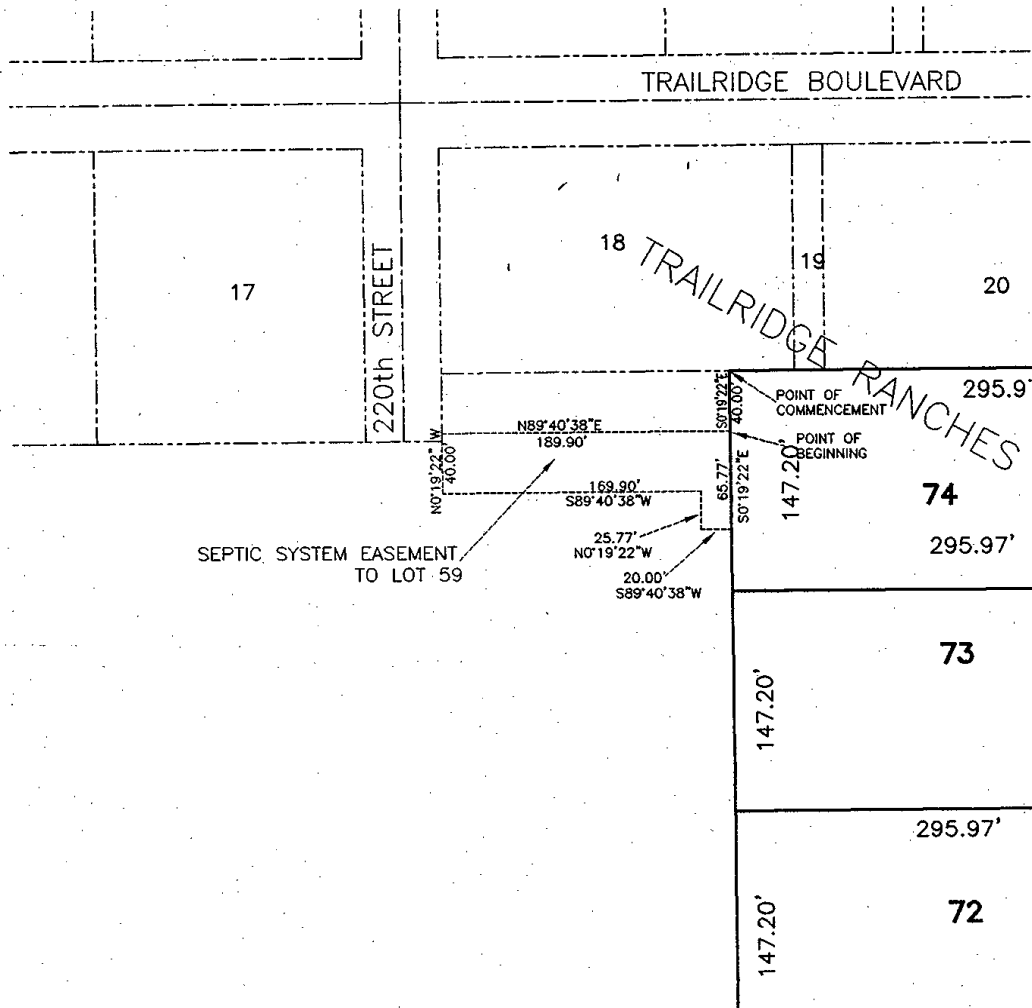 TRAILRIDGE BOULEVARD
17
220th STREET
18
19
20
TRAILRIDGE RANCHES
S0°19'22"E
40.00'
POINT OF
COMMENCEMENT
295.9
N89°40'38"E
189.90'
POINT OF
BEGINNING
N0°19'22" W
40.00'
65.77'
S0°19'22"E
147.20'
74
169.90'
S89°40'38"W
25.77'
N0°19'22"W
295.97'
SEPTIC SYSTEM EASEMENT
TO LOT 59
20.00'
S89°40'38"W
73
147.20'
295.97'
72
147.20'